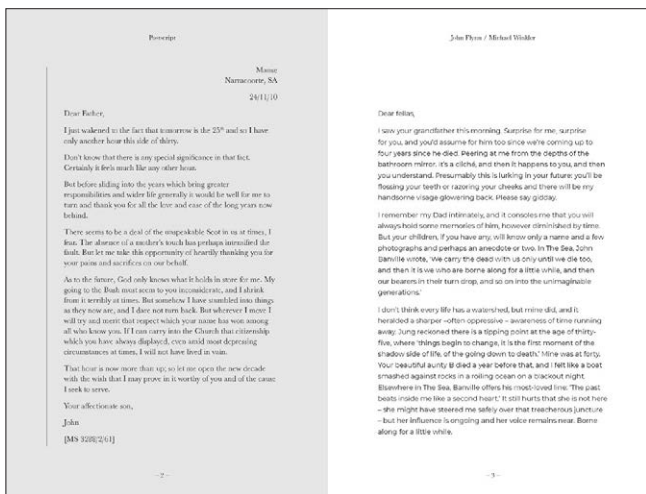 Postscript
Manse
Narracoorte, SA
24/11/10
Dear Father,
I just wakened to the fact that tomorrow is the 25th and so I have
only another hour this side of thirty.
Don't know that there is any special significance in that fact.
Certainly it feels much like any other hour.
But before sliding into the years which bring greater
responsibilities and wider life generally it would be well for me to
turn and thank you for all the love and care of the long years now
behind.
There seems to be a deal of the unspeakable Scot in us at times, I
fear. The absence of a mother's touch has perhaps intensified the
fault. But let me take this opportunity of heartily thanking you for
your pains and sacrifices on our behalf.
As to the future, God only knows what it holds in store for me. My
going to the Bush must seem to you inconsiderate, and I shrink
from it terribly at times. But somehow I have stumbled into things
as they now are, and I dare not turn back. But wherever I move I
will try and merit that respect which your name has won among
all who know you. If I can carry into the Church that citizenship
which you have always displayed, even amid most depressing
circumstances at times, I will not have lived in vain.
That hour is now more than up; so let me open the new decade
with the wish that I may prove in it worthy of you and of the cause
I seek to serve.
Your affectionate son,
John
[MS 3288/2/61]
– 2 –
John Flynn / Michael Winkler
Dear fellas,
I saw your grandfather this morning. Surprise for me, surprise
for you, and you'd assume for him too since we're coming up to
four years since he died. Peering at me from the depths of the
bathroom mirror. It's a cliché, and then it happens to you, and then
you understand. Presumably this is lurking in your future: you'll be
flossing your teeth or razoring your cheeks and there will be my
handsome visage glowering back. Please say gidday.
I remember my Dad intimately, and it consoles me that you will
always hold some memories of him, however diminished by time.
But your children, if you have any, will know only a name and a few
photographs and perhaps an anecdote or two. In The Sea, John
Banville wrote, 'We carry the dead with us only until we die too,
and then it is we who are borne along for a little while, and then
our bearers in their turn drop, and so on into the unimaginable
generations.'
I don't think every life has a watershed, but mine did, and it
heralded a sharper –often oppressive – awareness of time running
away. Jung reckoned there is a tipping point at the age of thirty-
five, where 'things begin to change, it is the first moment of the
shadow side of life, of the going down to death.' Mine was at forty.
Your beautiful aunty B died a year before that, and I felt like a boat
smashed against rocks in a roiling ocean on a blackout night.
Elsewhere in The Sea, Banville offers his most-loved line: 'The past
beats inside me like a second heart.' It still hurts that she is not here
– she might have steered me safely over that treacherous juncture
– but her influence is ongoing and her voice remains near. Borne
along for a little while.
– 3 –